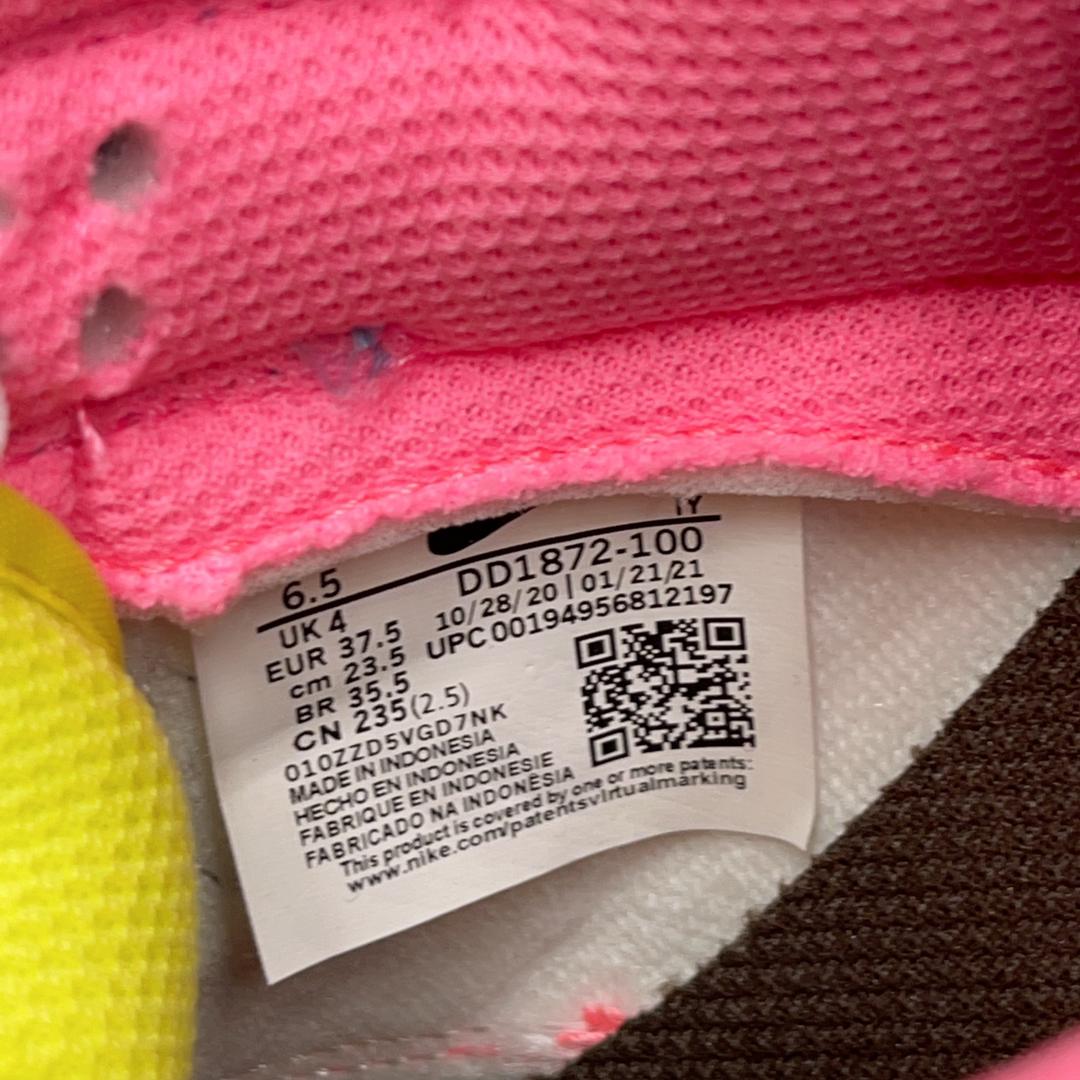 6.5
UK 4
EUR 37.5
cm 23.5
BR 35.5
CN 235(2.5)
DD1872-100
10/28/20 | 01/21/21
UPC 00194956812197
010ZZD5VGD7NK
MADE IN INDONESIA
HECHO EN INDONESIA
FABRIQUE EN INDONESIE
FABRICADO NA INDONÉSIA
This product is covered by one or more patents:
www.nike.com/patentsvirtualmarking